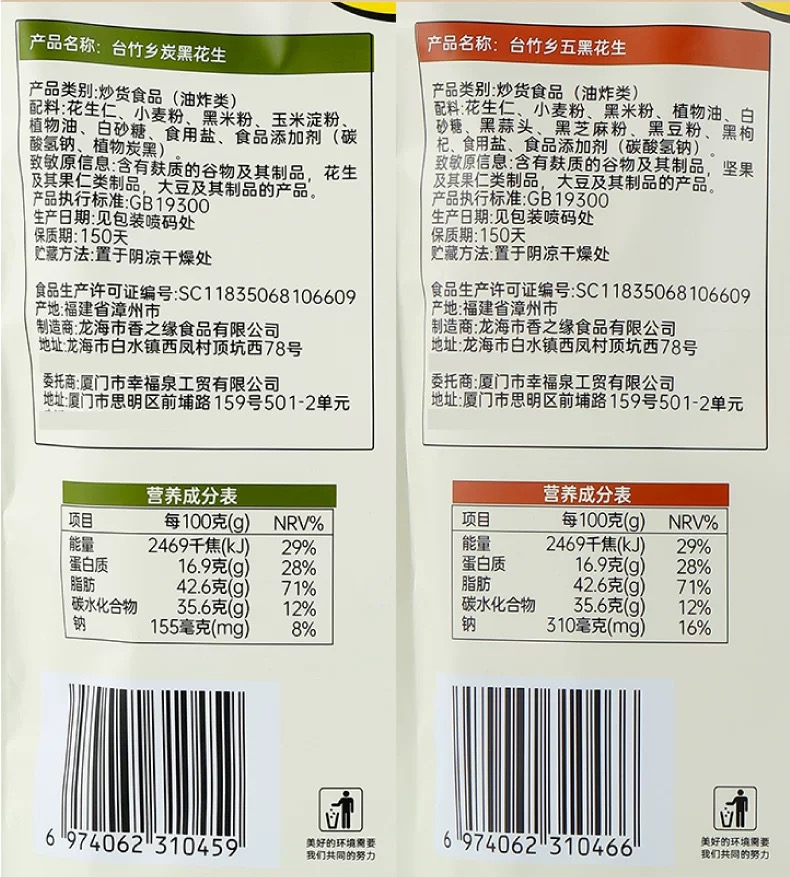 产品名称: 台竹乡炭黑花生
产品类别:炒货食品（油炸类）
配料:花生仁、小麦粉、黑米粉、玉米淀粉、
植物油、白砂糖、食用盐、食品添加剂（碳
酸氢钠、植物炭黑）。
致敏原信息:含有麸质的谷物及其制品，花生
及其果仁类制品，大豆及其制品的产品。
产品执行标准:GB19300
生产日期:见包装喷码处
保质期:150天
贮藏方法:置于阴凉干燥处
食品生产许可证编号:SC11835068106609
产地:福建省漳州市
制造商:龙海市香之缘食品有限公司
地址:龙海市白水镇西凤村顶坑西78号
委托商:厦门市幸福泉工贸有限公司
地址:厦门市思明区前埔路159号501-2单元
营养成分表
项目 每100克(g) NRV%
能量 2469千焦(kJ) 29%
蛋白质 16.9克(g) 28%
脂肪 42.6克(g) 71%
碳水化合物 35.6克(g) 12%
钠 155毫克(mg) 8%
6 974062 310459
美好的环境需要
我们共同的努力
产品名称: 台竹乡五黑花生
产品类别:炒货食品（油炸类）
配料:花生仁、小麦粉、黑米粉、植物油、白
砂糖、黑蒜头、黑芝麻粉、黑豆粉、黑枸
杞、食用盐、食品添加剂（碳酸氢钠）。
致敏原信息:含有麸质的谷物及其制品，坚果
及其果仁类制品，大豆及其制品的产品。
产品执行标准:GB19300
生产日期:见包装喷码处
保质期:150天
贮藏方法:置于阴凉干燥处
食品生产许可证编号:SC11835068106609
产地:福建省漳州市
制造商:龙海市香之缘食品有限公司
地址:龙海市白水镇西凤村顶坑西78号
委托商:厦门市幸福泉工贸有限公司
地址:厦门市思明区前埔路159号501-2单元
营养成分表
项目 每100克(g) NRV%
能量 2469千焦(kJ) 29%
蛋白质 16.9克(g) 28%
脂肪 42.6克(g) 71%
碳水化合物 35.6克(g) 12%
钠 310毫克(mg) 16%
6 974062 310466
美好的环境需要
我们共同的努力